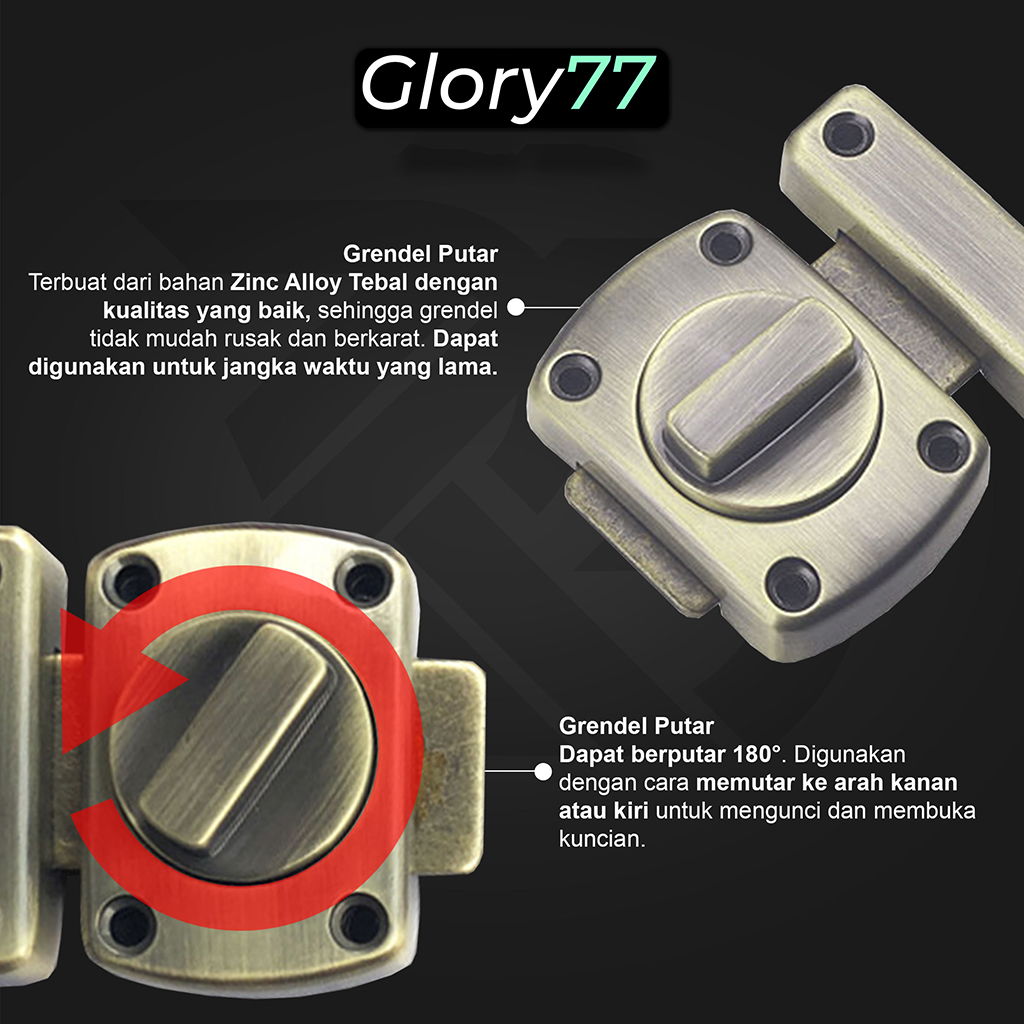 Glory77
Grendel Putar
Terbuat dari bahan Zinc Alloy Tebal dengan
kualitas yang baik, sehingga grendel
tidak mudah rusak dan berkarat. Dapat
digunakan untuk jangka waktu yang lama.
Grendel Putar
Dapat berputar 180°. Digunakan
dengan cara memutar ke arah kanan
atau kiri untuk mengunci dan membuka
kuncian.